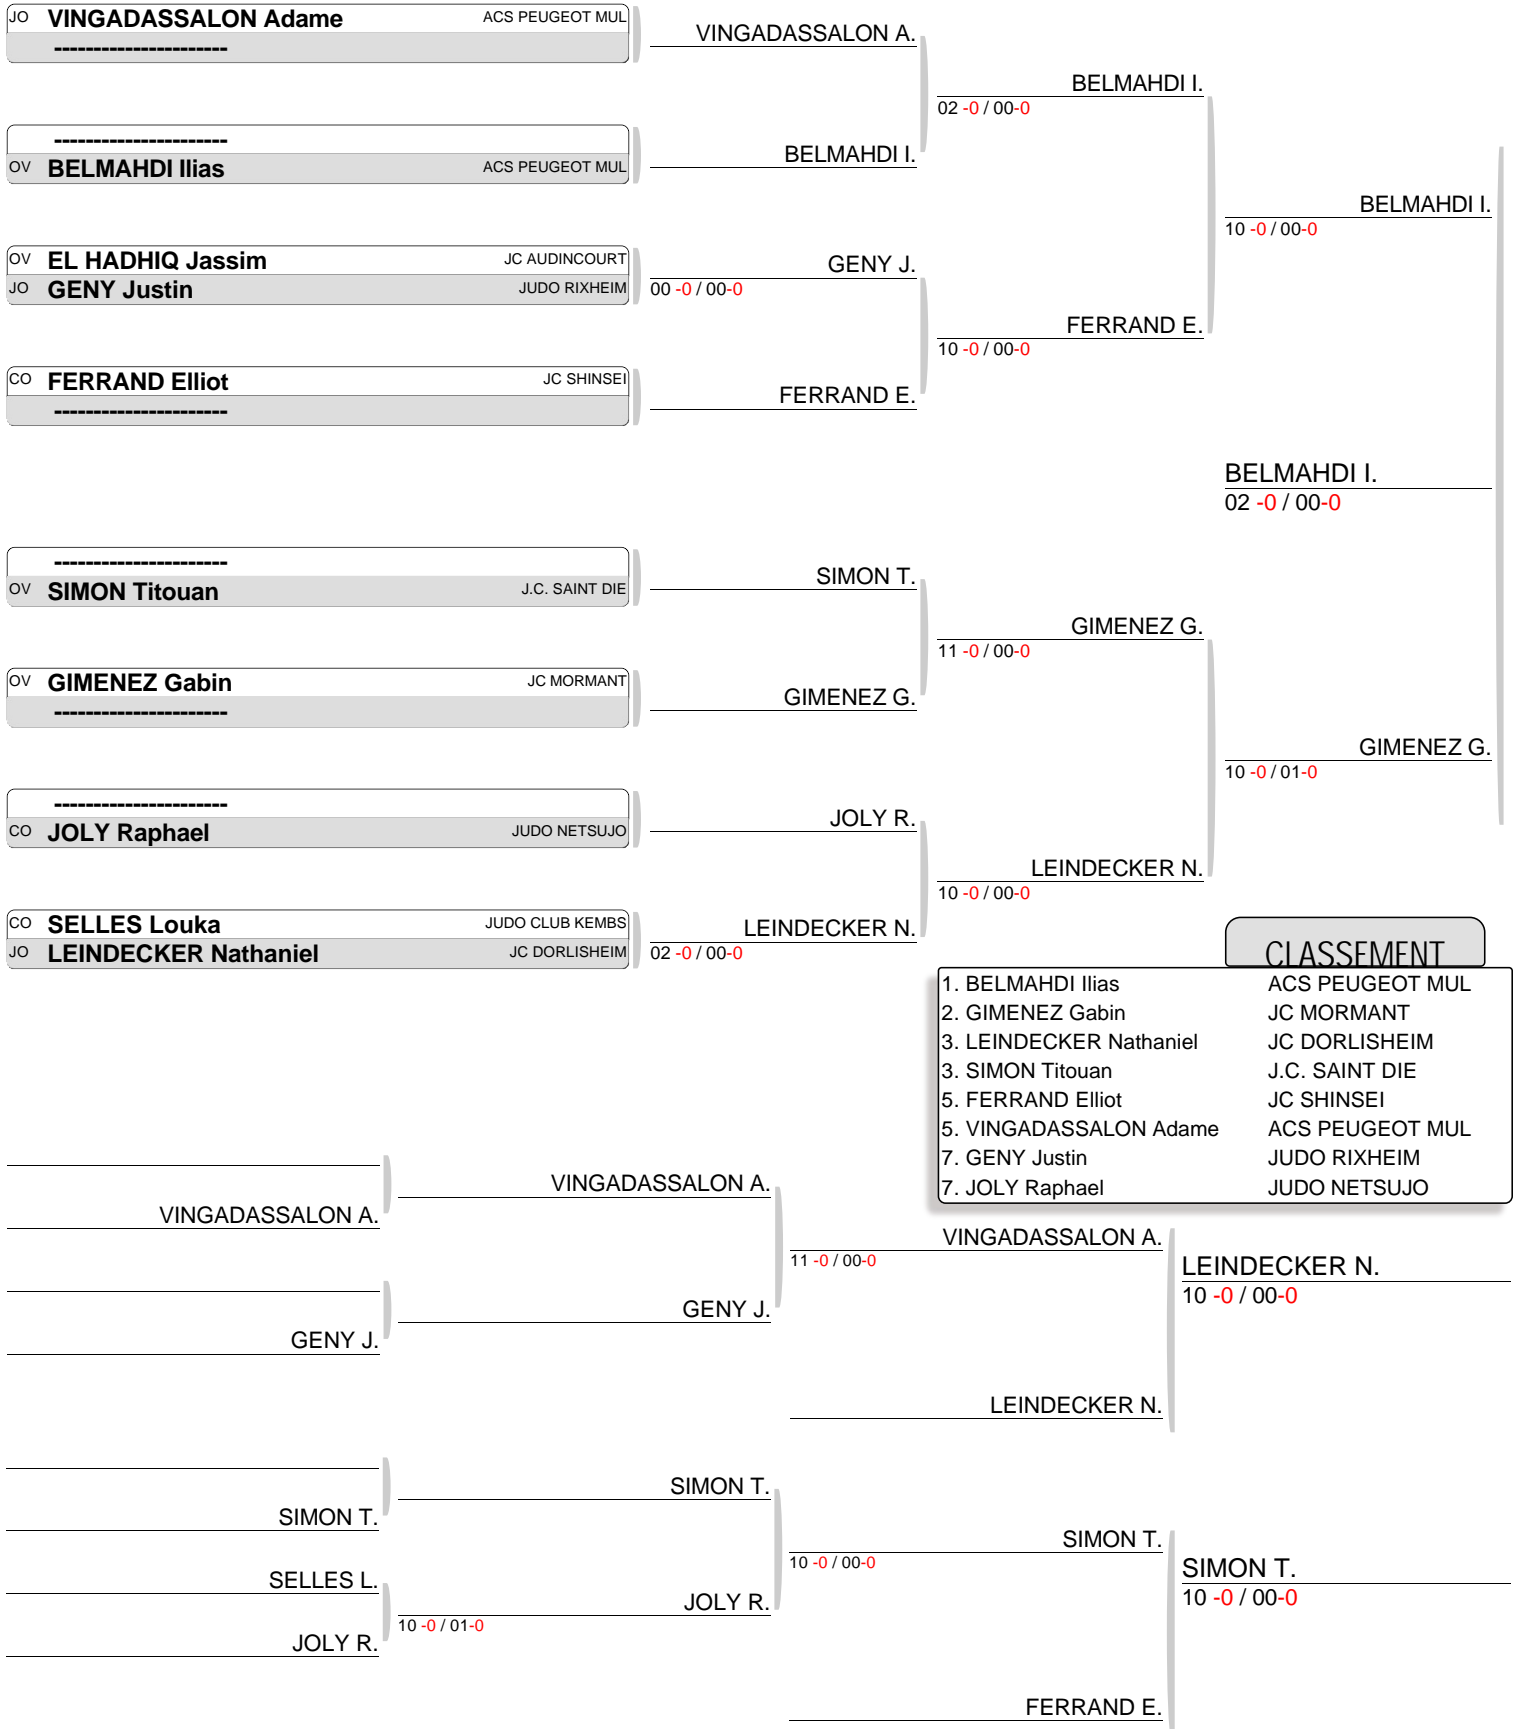 JO VINGADASSALON Adame ACS PEUGEOT MUL
----------------------
VINGADASSALON A.
BELMAHDI I.
02 -0 / 00-0
----------------------
OV BELMAHDI Ilias ACS PEUGEOT MUL
BELMAHDI I.
BELMAHDI I.
10 -0 / 00-0
OV EL HADHIQ Jassim JC AUDINCOURT
JO GENY Justin JUDO RIXHEIM
GENY J.
00 -0 / 00-0
FERRAND E.
10 -0 / 00-0
CO FERRAND Elliot JC SHINSEI
----------------------
FERRAND E.
BELMAHDI I.
02 -0 / 00-0
----------------------
OV SIMON Titouan J.C. SAINT DIE
SIMON T.
GIMENEZ G.
11 -0 / 00-0
OV GIMENEZ Gabin JC MORMANT
----------------------
GIMENEZ G.
GIMENEZ G.
10 -0 / 01-0
----------------------
CO JOLY Raphael JUDO NETSUJO
JOLY R.
LEINDECKER N.
10 -0 / 00-0
CO SELLES Louka JUDO CLUB KEMBS
JO LEINDECKER Nathaniel JC DORLISHEIM
LEINDECKER N.
02 -0 / 00-0
CLASSEMENT
1. BELMAHDI Ilias ACS PEUGEOT MUL
2. GIMENEZ Gabin JC MORMANT
3. LEINDECKER Nathaniel JC DORLISHEIM
3. SIMON Titouan J.C. SAINT DIE
5. FERRAND Elliot JC SHINSEI
5. VINGADASSALON Adame ACS PEUGEOT MUL
7. GENY Justin JUDO RIXHEIM
7. JOLY Raphael JUDO NETSUJO
VINGADASSALON A.
VINGADASSALON A.
VINGADASSALON A.
11 -0 / 00-0
LEINDECKER N.
10 -0 / 00-0
GENY J.
GENY J.
LEINDECKER N.
SIMON T.
SIMON T.
SIMON T.
10 -0 / 00-0
SIMON T.
10 -0 / 00-0
SELLES L.
JOLY R.
10 -0 / 01-0
JOLY R.
FERRAND E.